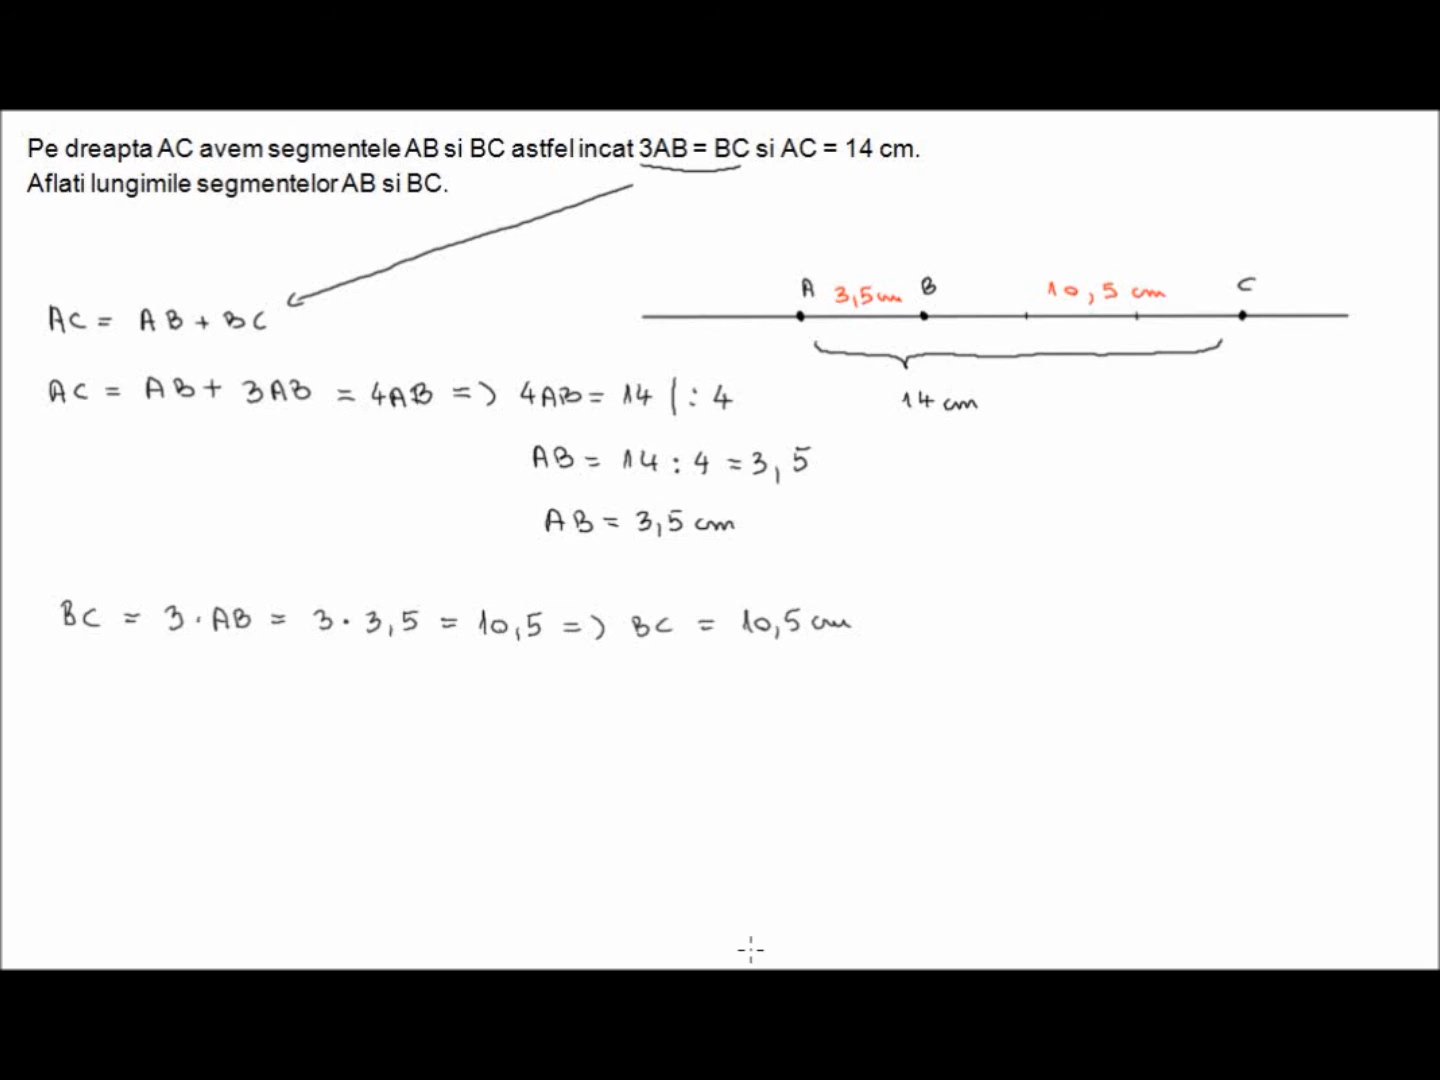 Pe dreapta AC avem segmentele AB si BC astfel incat 3AB = BC si AC = 14 cm.
Aflati lungimile segmentelor AB si BC.
A 3,5cm B 10,5 cm C
AC = AB + BC
AC = AB + 3AB = 4AB => 4AB = 14 | : 4
14 cm
AB = 14 : 4 = 3,5
AB = 3,5 cm
BC = 3 · AB = 3 · 3,5 = 10,5 => BC = 10,5 cm